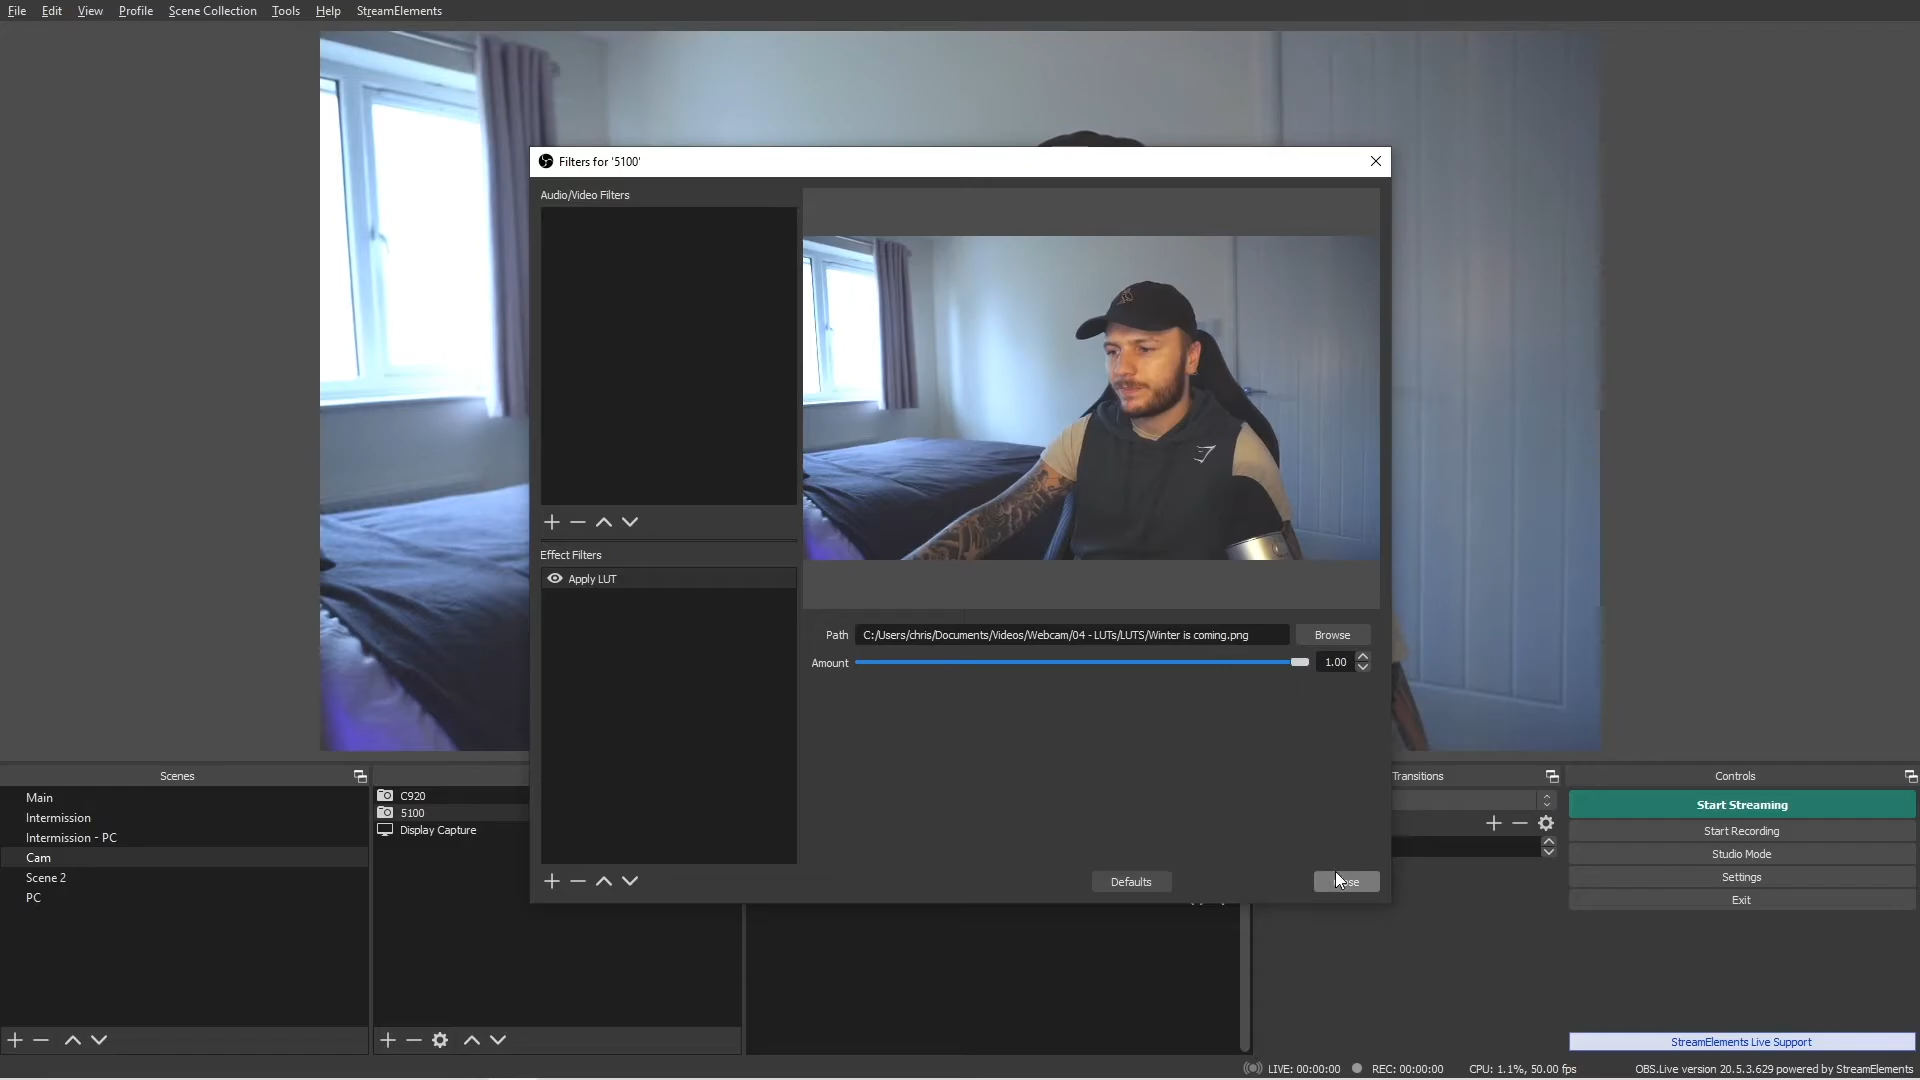 File Edit View Profile Scene Collection Tools Help StreamElements
Filters for '5100'
Audio/Video Filters
Effect Filters
Apply LUT
Path C:/Users/chris/Documents/Videos/Webcam/04 - LUTs/LUTS/Winter is coming.png Browse
Amount 1.00
Defaults
Scenes
Main
Intermission
Intermission - PC
Cam
Scene 2
PC
C920
5100
Display Capture
Transitions
Controls
Start Streaming
Start Recording
Studio Mode
Settings
Exit
StreamElements Live Support
LIVE: 00:00:00 REC: 00:00:00 CPU: 1.1%, 50.00 fps OBS.Live version 20.5.3.629 powered by StreamElements